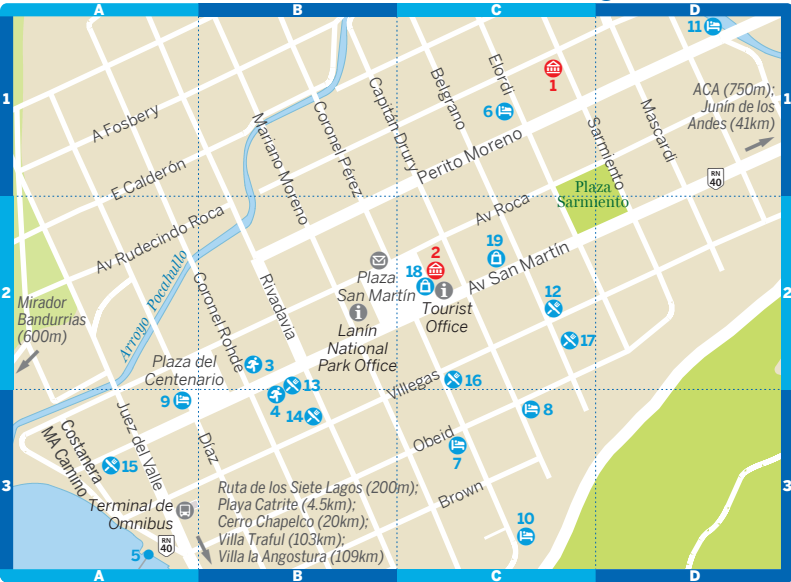 A
B
C
D
11
1
ACA (750m);
Junín de los
Andes (41km)
RN
40
1
1
6
A Fosbery
E Calderón
Mariano Moreno
Coronel Pérez
Capitán Drury
Belgrano
Elordi
Perito Moreno
Sarmiento
Mascardi
Plaza
Sarmiento
Av Rudecindo Roca
Av Roca
Arroyo Pocahullo
Coronel Rohde
Rivadavia
2
19
18
Plaza
San Martín
Av San Martín
Tourist
Office
Lanín
National
Park Office
12
17
2
2
Mirador
Bandurrias
(600m)
Plaza del
Centenario
3
13
4
14
Villegas
16
9
8
Obeid
7
Juez del Valle
Díaz
Costanera
MA Camino
15
Brown
10
3
3
Terminal de
Omnibus
RN
40
5
Ruta de los Siete Lagos (200m);
Playa Catrite (4.5km);
Cerro Chapelco (20km);
Villa Traful (103km)
Villa la Angostura (109km)
A
B
C
D